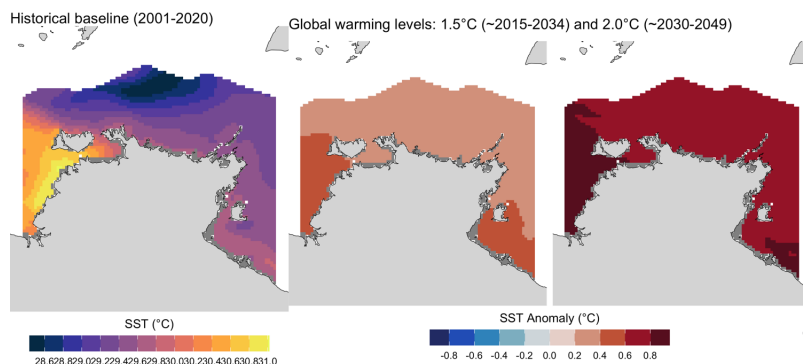 Historical baseline (2001-2020)
Global warming levels: 1.5°C (~2015-2034) and 2.0°C (~2030-2049)
SST (°C)
28.628.829.029.229.429.629.830.030.230.430.630.831.0
SST Anomaly (°C)
-0.8 -0.6 -0.4 -0.2 0.0 0.2 0.4 0.6 0.8